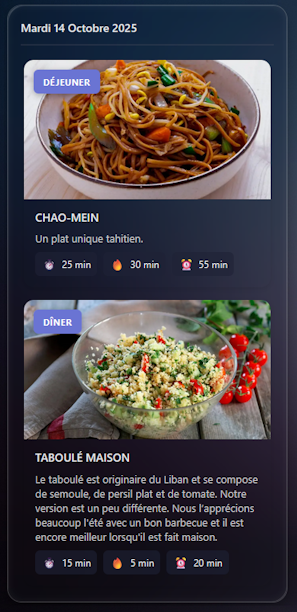 Mardi 14 Octobre 2025
DÉJEUNER
CHAO-MEIN
Un plat unique tahitien.
25 min 30 min 55 min
DÎNER
TABOULÉ MAISON
Le taboulé est originaire du Liban et se compose
de semoule, de persil plat et de tomate. Notre
version est un peu différente. Nous l'apprécions
beaucoup l'été avec un bon barbecue et il est
encore meilleur lorsqu'il est fait maison.
15 min 5 min 20 min